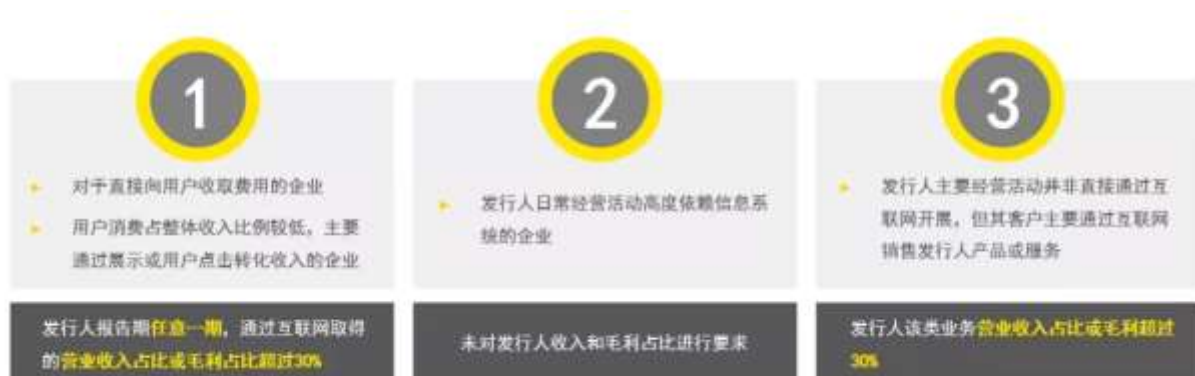 1
对于直接向用户收取费用的企业
用户消费占整体收入比例较低，主要
通过展示或用户点击转化收入的企业
发行人报告期任意一期，通过互联网取得
的营业收入占比或毛利占比超过30%
2
发行人日常经营活动高度依赖信息系
统的企业
未对发行人收入和毛利占比进行要求
3
发行人主要经营活动并非直接通过互
联网开展，但其客户主要通过互联网
销售发行人产品或服务
发行人该类业务营业收入占比或毛利超过
30%